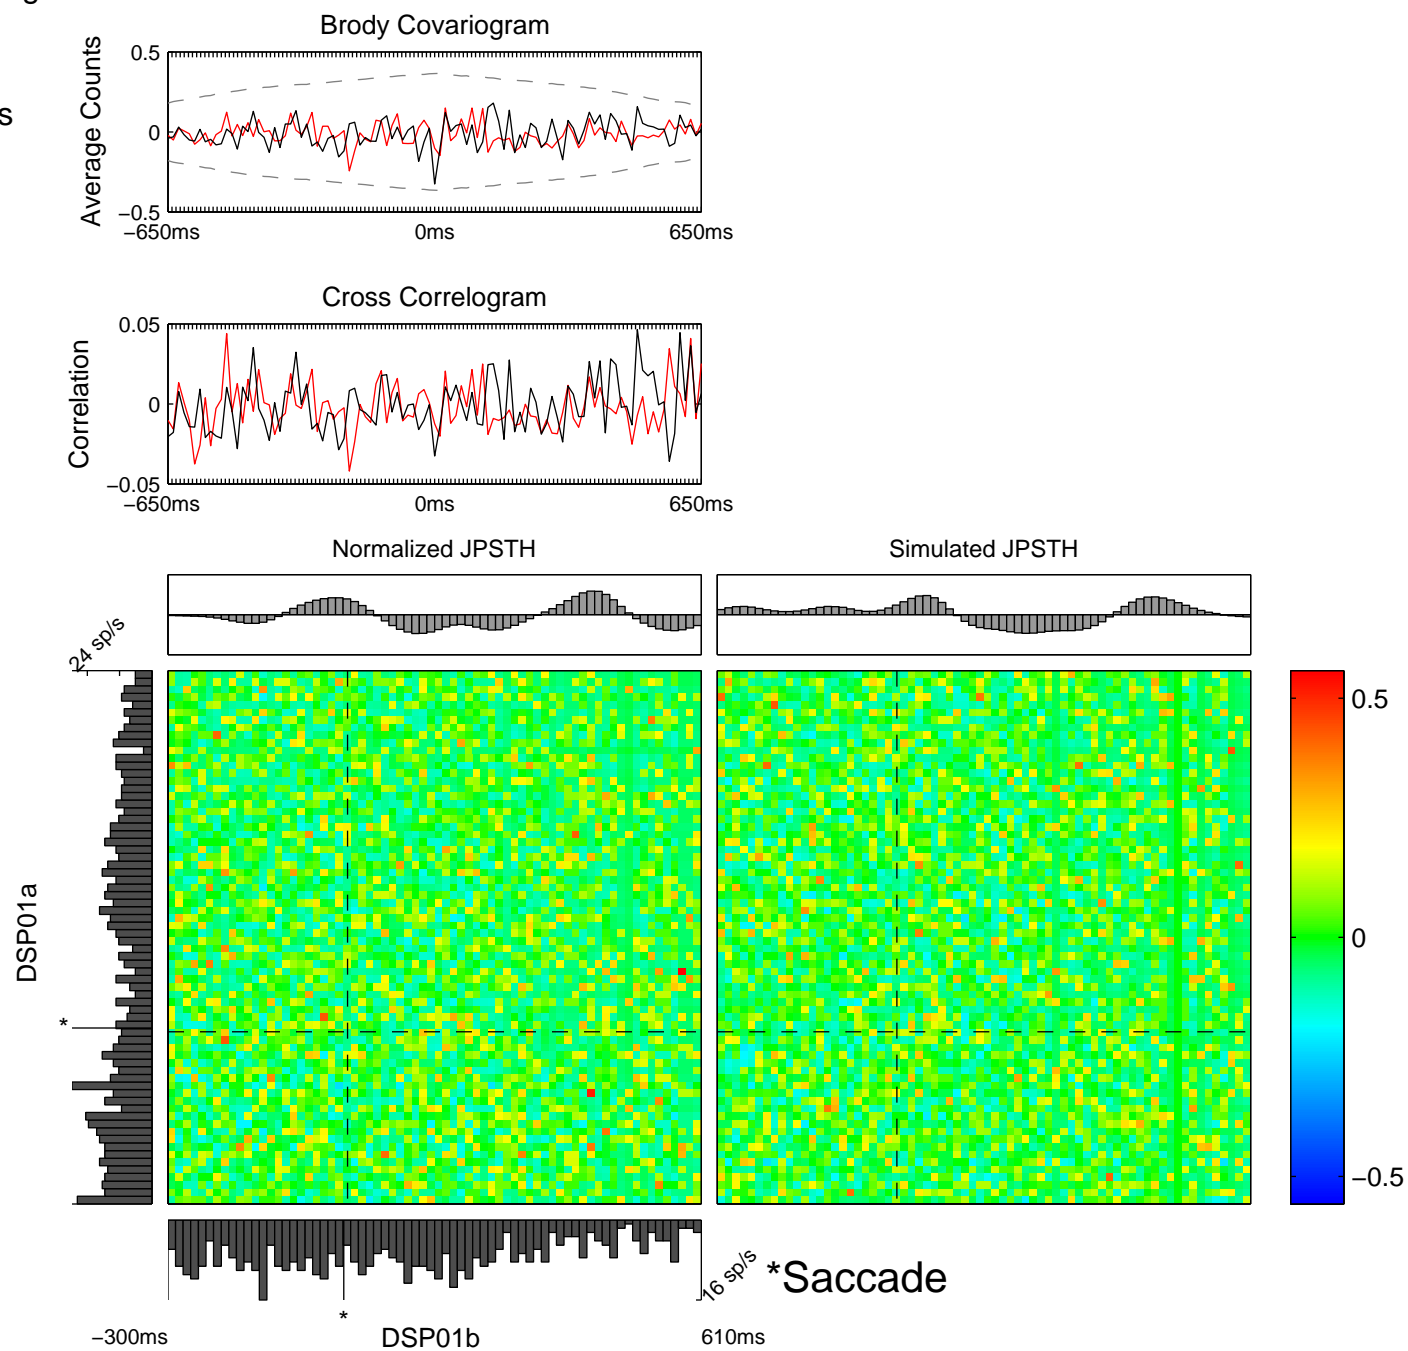 g
Brody Covariogram
s
Average Counts
0.5
0
−0.5
−650ms
0ms
650ms
Cross Correlogram
Correlation
0.05
0
−0.05
−650ms
0ms
650ms
Normalized JPSTH
Simulated JPSTH
24 sp/s
DSP01a
*
0.5
0
−0.5
16 sp/s
*Saccade
*
−300ms
DSP01b
610ms